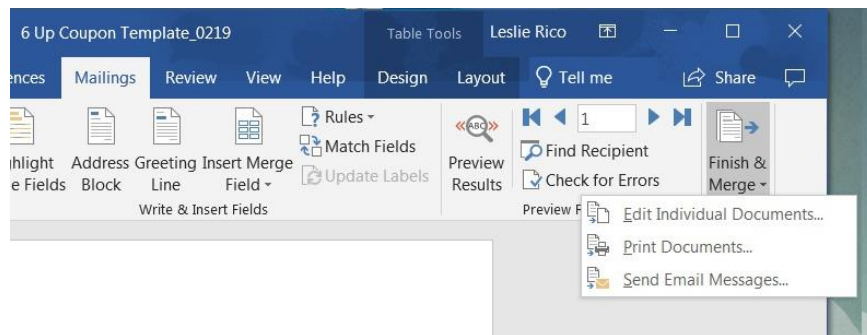 6 Up Coupon Template_0219 Table Tools Leslie Rico
ences Mailings Review View Help Design Layout Tell me Share
Rules
Match Fields
Update Labels
hlight Address Greeting Insert Merge
e Fields Block Line Field
Write & Insert Fields
«ABC»
Preview
Results
1
Find Recipient
Check for Errors
Preview
Finish &
Merge
Edit Individual Documents...
Print Documents...
Send Email Messages...